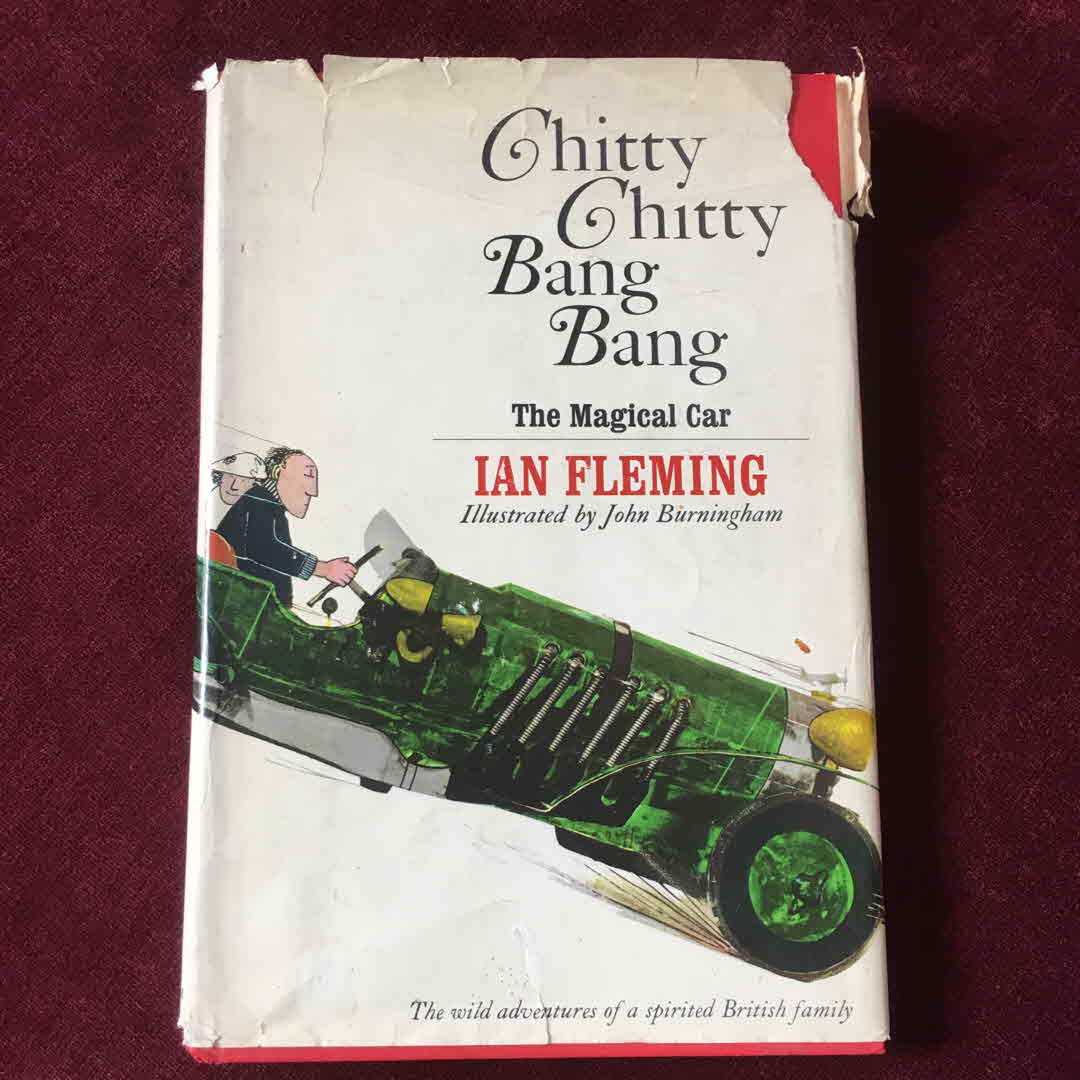 Chitty
Chitty
Bang
Bang
The Magical Car
IAN FLEMING
Illustrated by John Burningham
The wild adventures of a spirited British family